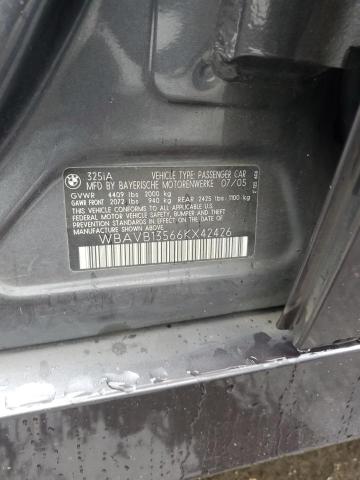 325iA VEHICLE TYPE: PASSENGER CAR
MFG BY BAYERISCHE MOTORENWERKE 07/05
GVWR 4409 lbs 2000 kg
GAWR FRONT 2072 lbs 940 kg REAR 2425 lbs 1100 kg
THIS VEHICLE CONFORMS TO ALL APPLICABLE FEDERAL
MOTOR VEHICLE SAFETY, BUMPER AND THEFT
PREVENTION STANDARDS IN EFFECT ON THE DATE OF
MANUFACTURE SHOWN ABOVE.
WBAVB13566KX42426